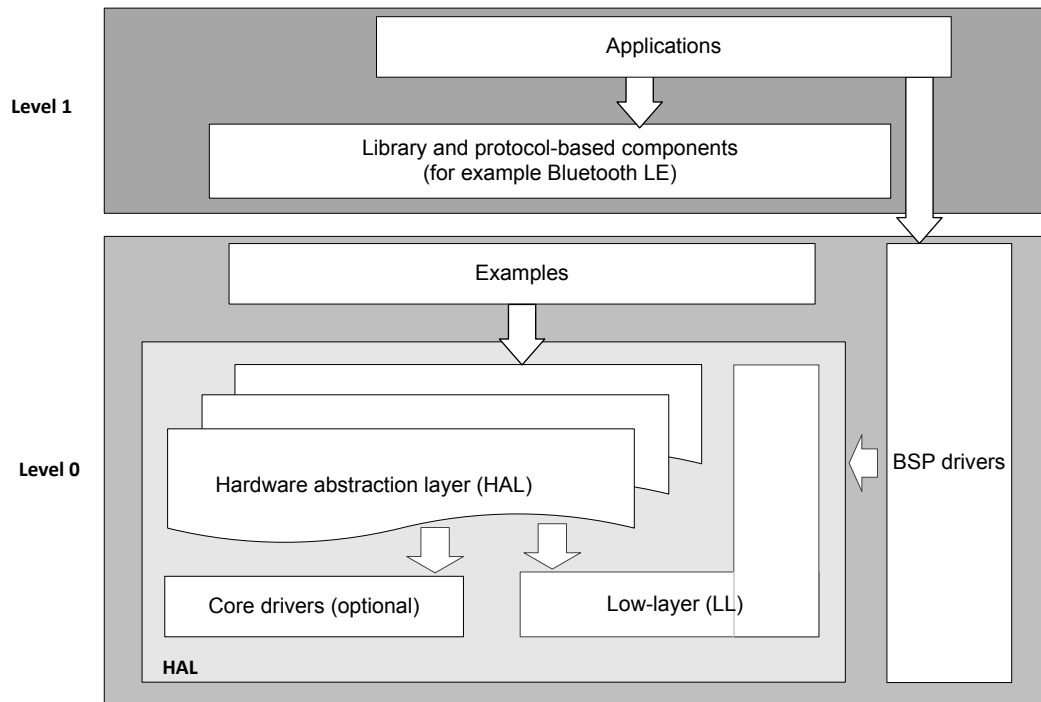 Applications
Level 1
Library and protocol-based components
(for example Bluetooth LE)
Examples
Level 0
Hardware abstraction layer (HAL)
BSP drivers
Core drivers (optional)
Low-layer (LL)
HAL